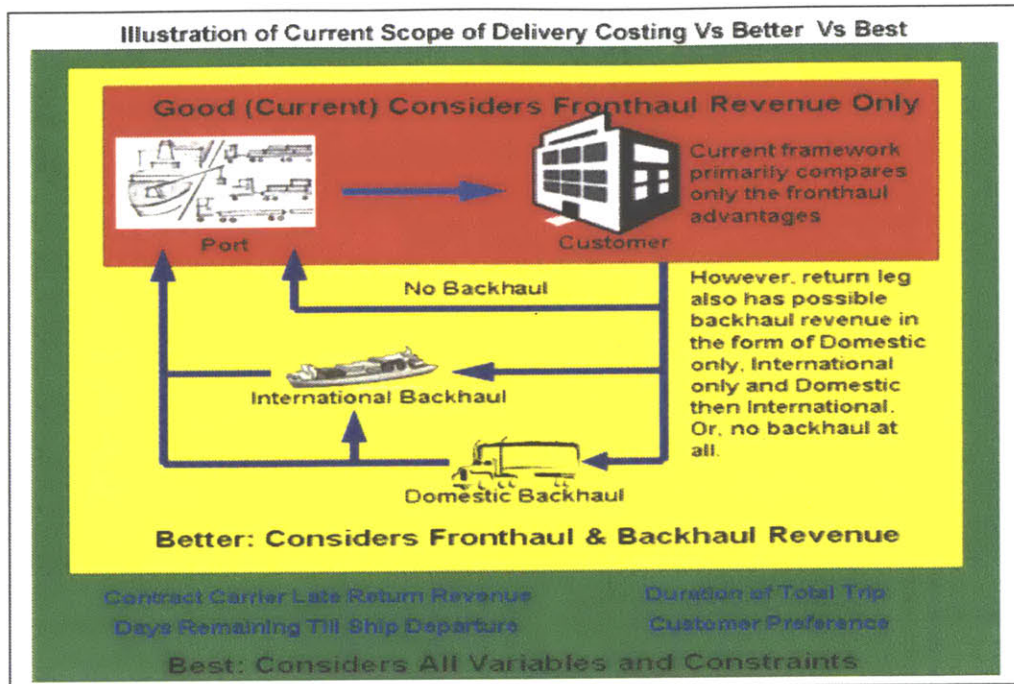 Illustration of Current Scope of Delivery Costing Vs Better Vs Best
Good (Current) Considers Fronthaul Revenue Only
Current framework
primarily compares
only the fronthaul
advantages
Port
Customer
No Backhaul
However, return leg
also has possible
backhaul revenue in
the form of Domestic
only, International
only and Domestic
then International.
Or, no backhaul at
all.
International Backhaul
Domestic Backhaul
Better: Considers Fronthaul & Backhaul Revenue
Contract Carrier Late Return Revenue
Duration of Total Trip
Days Remaining Till Ship Departure
Customer Preference
Best: Considers All Variables and Constraints